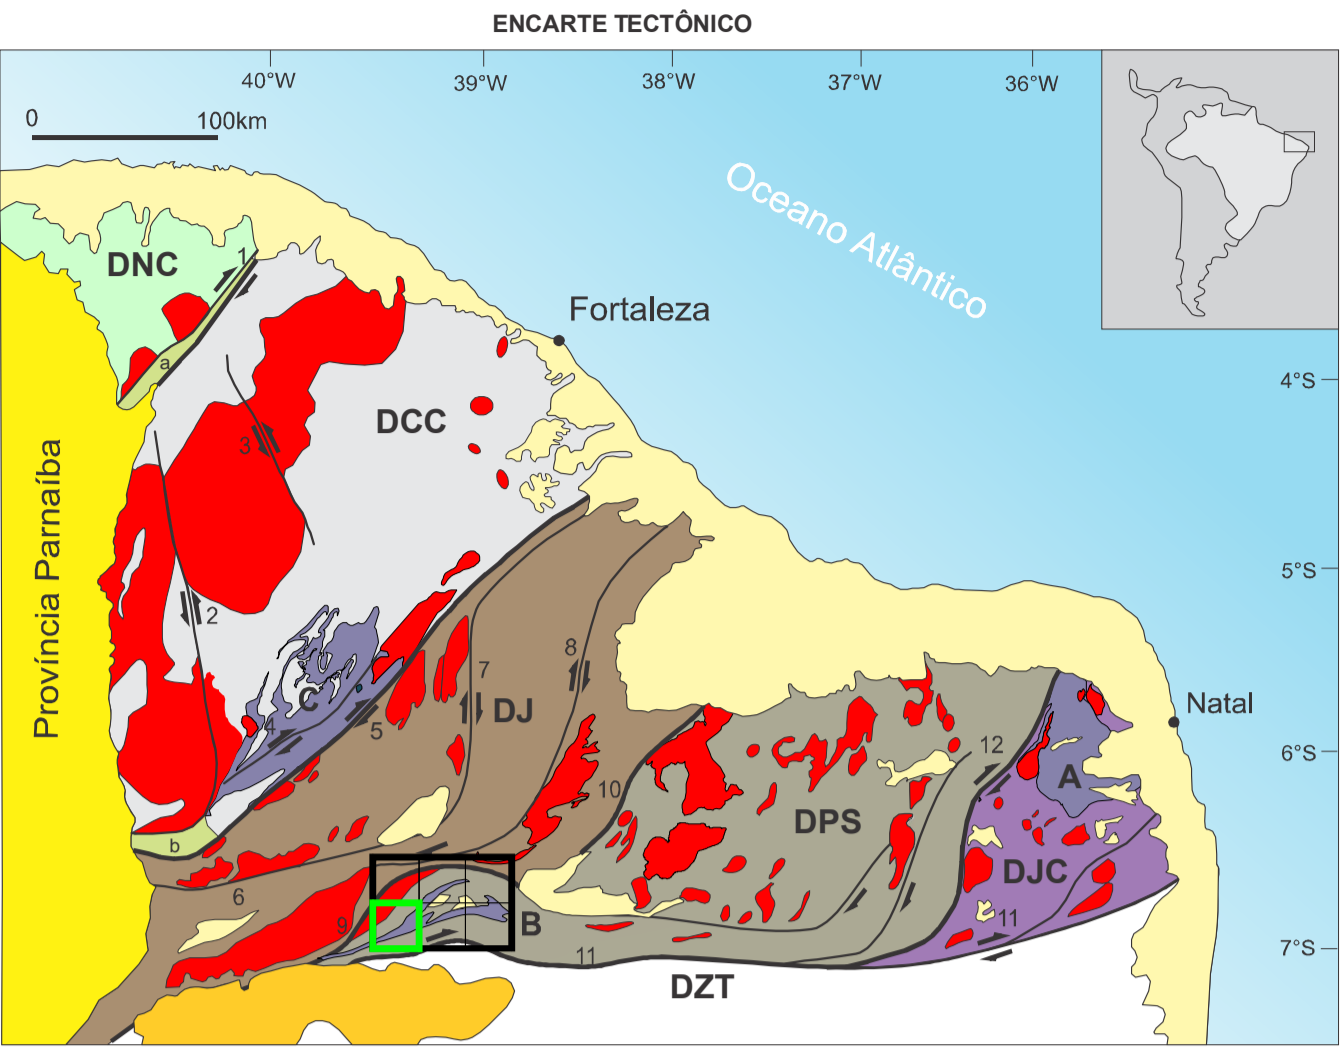 ENCARTE TECTÔNICO
40°W
39°W
38°W
37°W
36°W
0
100km
Oceano Atlântico
DNC
1
Fortaleza
a
4°S
DCC
3
Província Parnaíba
5°S
2
8
7
C
DJ
4
5
Natal
6°S
12
A
10
DPS
b
DJC
6
9
B
11
11
7°S
DZT